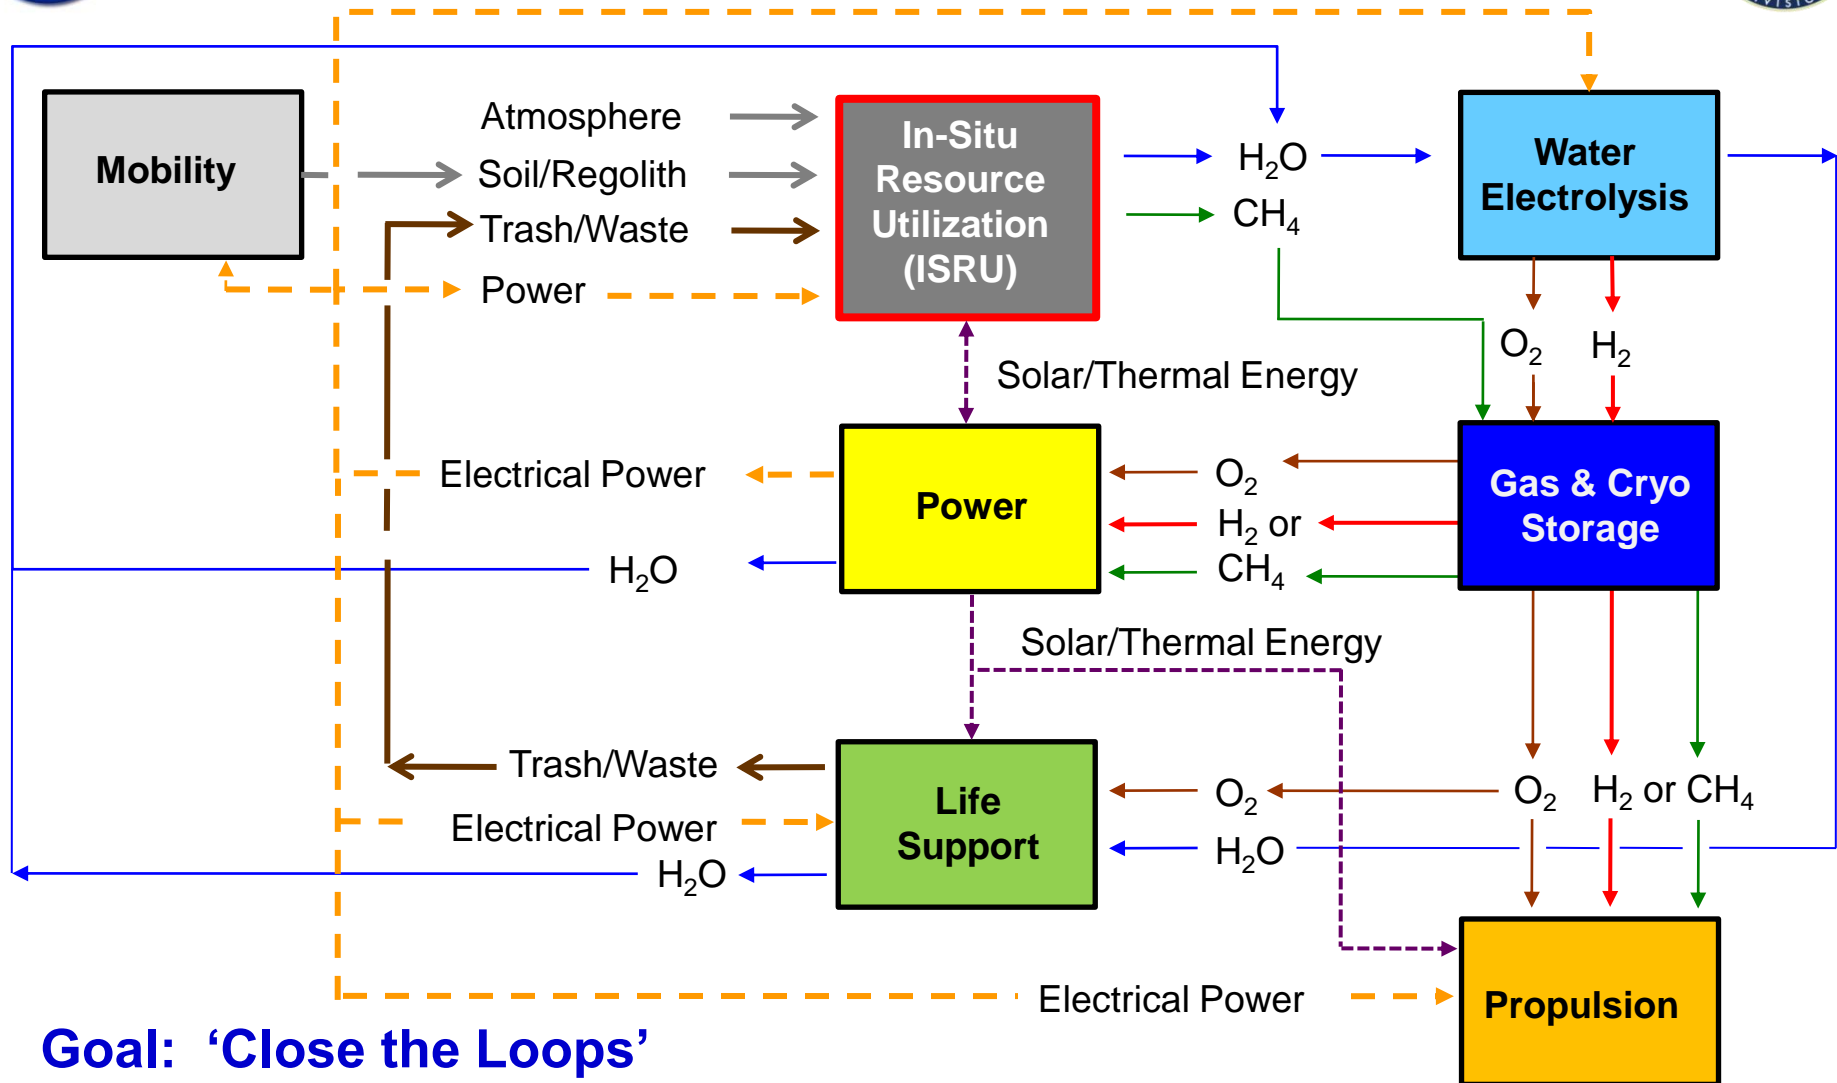 Mobility
Atmosphere
Soil/Regolith
Trash/Waste
Power
In-Situ
Resource
Utilization
(ISRU)
H₂O
CH₄
Water
Electrolysis
O₂
H₂
Solar/Thermal Energy
Electrical Power
H₂O
Power
O₂
H₂ or
CH₄
Gas & Cryo
Storage
Solar/Thermal Energy
Trash/Waste
Electrical Power
H₂O
Life
Support
O₂
H₂O
O₂
H₂ or CH₄
Electrical Power
Propulsion
Goal: ‘Close the Loops’